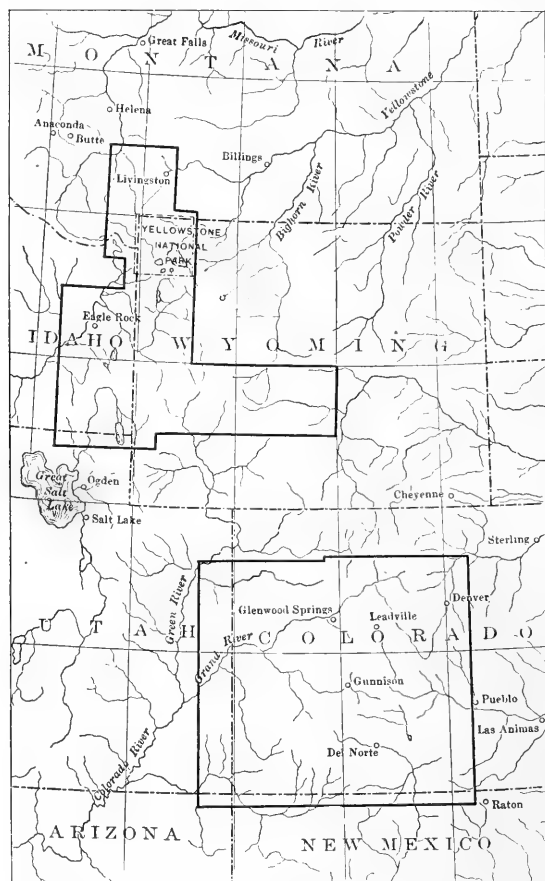 Great Falls
Missouri River
MONTANA
Helena
Anaconda
Butte
Yellowstone
Billings
Livingston
Bighorn River
Powder River
YELLOWSTONE
NATIONAL
PARK
Eagle Rock
IDAHO
WYOMING
Great
Salt
Lake
Ogden
Salt Lake
Cheyenne
Sterling
Green River
Glenwood Springs
Leadville
Denver
UTAH
Grand River
COLORADO
Gunnison
Pueblo
Las Animas
Del Norte
Colorado River
Raton
ARIZONA
NEW MEXICO